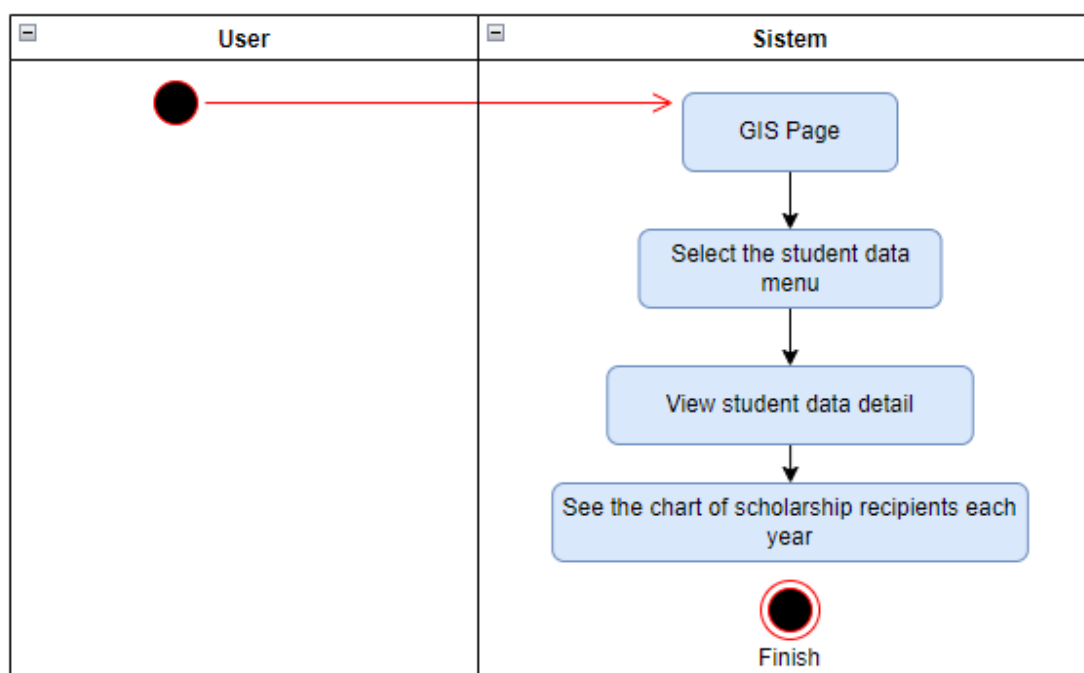 User
Sistem
GIS Page
Select the student data
menu
View student data detail
See the chart of scholarship recipients each
year
Finish